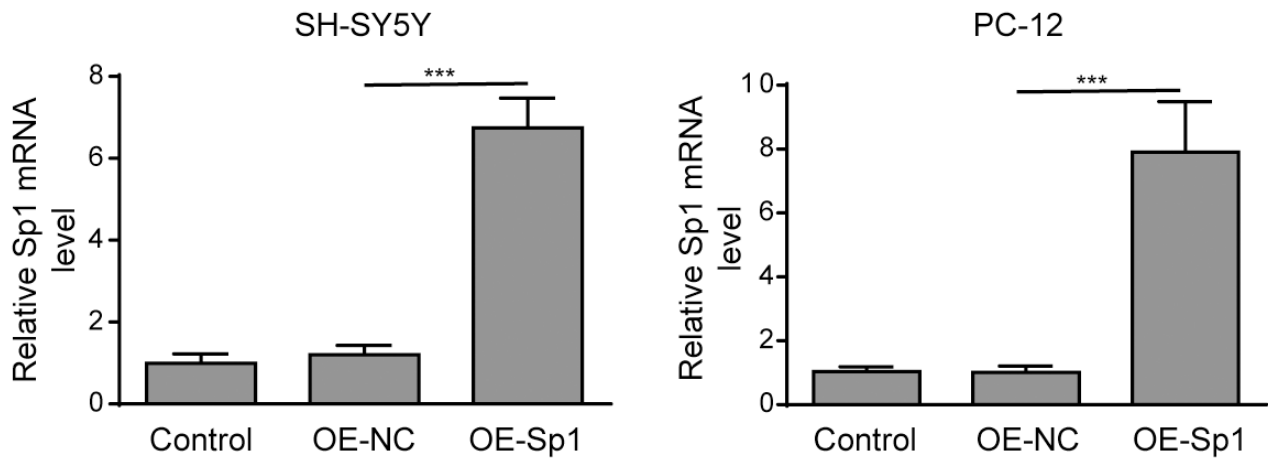 SH-SY5Y
Relative Sp1 mRNA
level
8
6
4
2
0
***
Control OE-NC OE-Sp1
PC-12
Relative Sp1 mRNA
level
10
8
6
4
2
0
***
Control OE-NC OE-Sp1